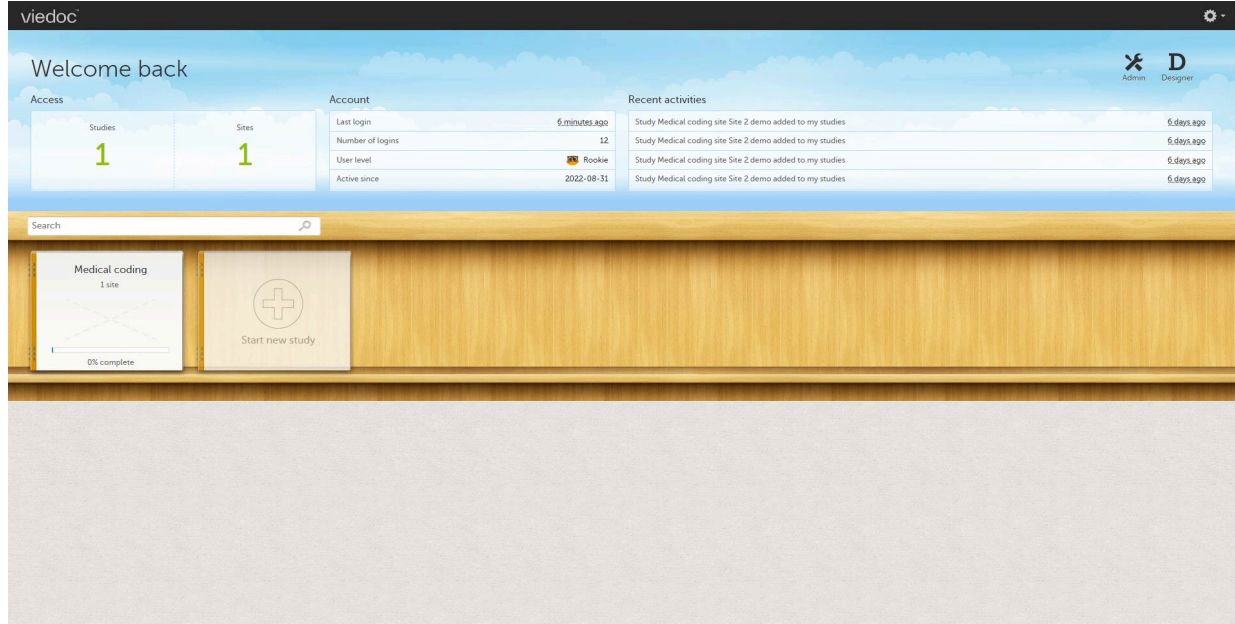 viedoc™
Welcome back
Admin
Designer
Access
Studies
1
Sites
1
Account
Last login 6 minutes ago
Number of logins 12
User level Rookie
Active since 2022-08-31
Recent activities
Study Medical coding site Site 2 demo added to my studies 6 days ago
Study Medical coding site Site 2 demo added to my studies 6 days ago
Study Medical coding site Site 2 demo added to my studies 6 days ago
Study Medical coding site Site 2 demo added to my studies 6 days ago
Search
Medical coding
1 site
0% complete
Start new study